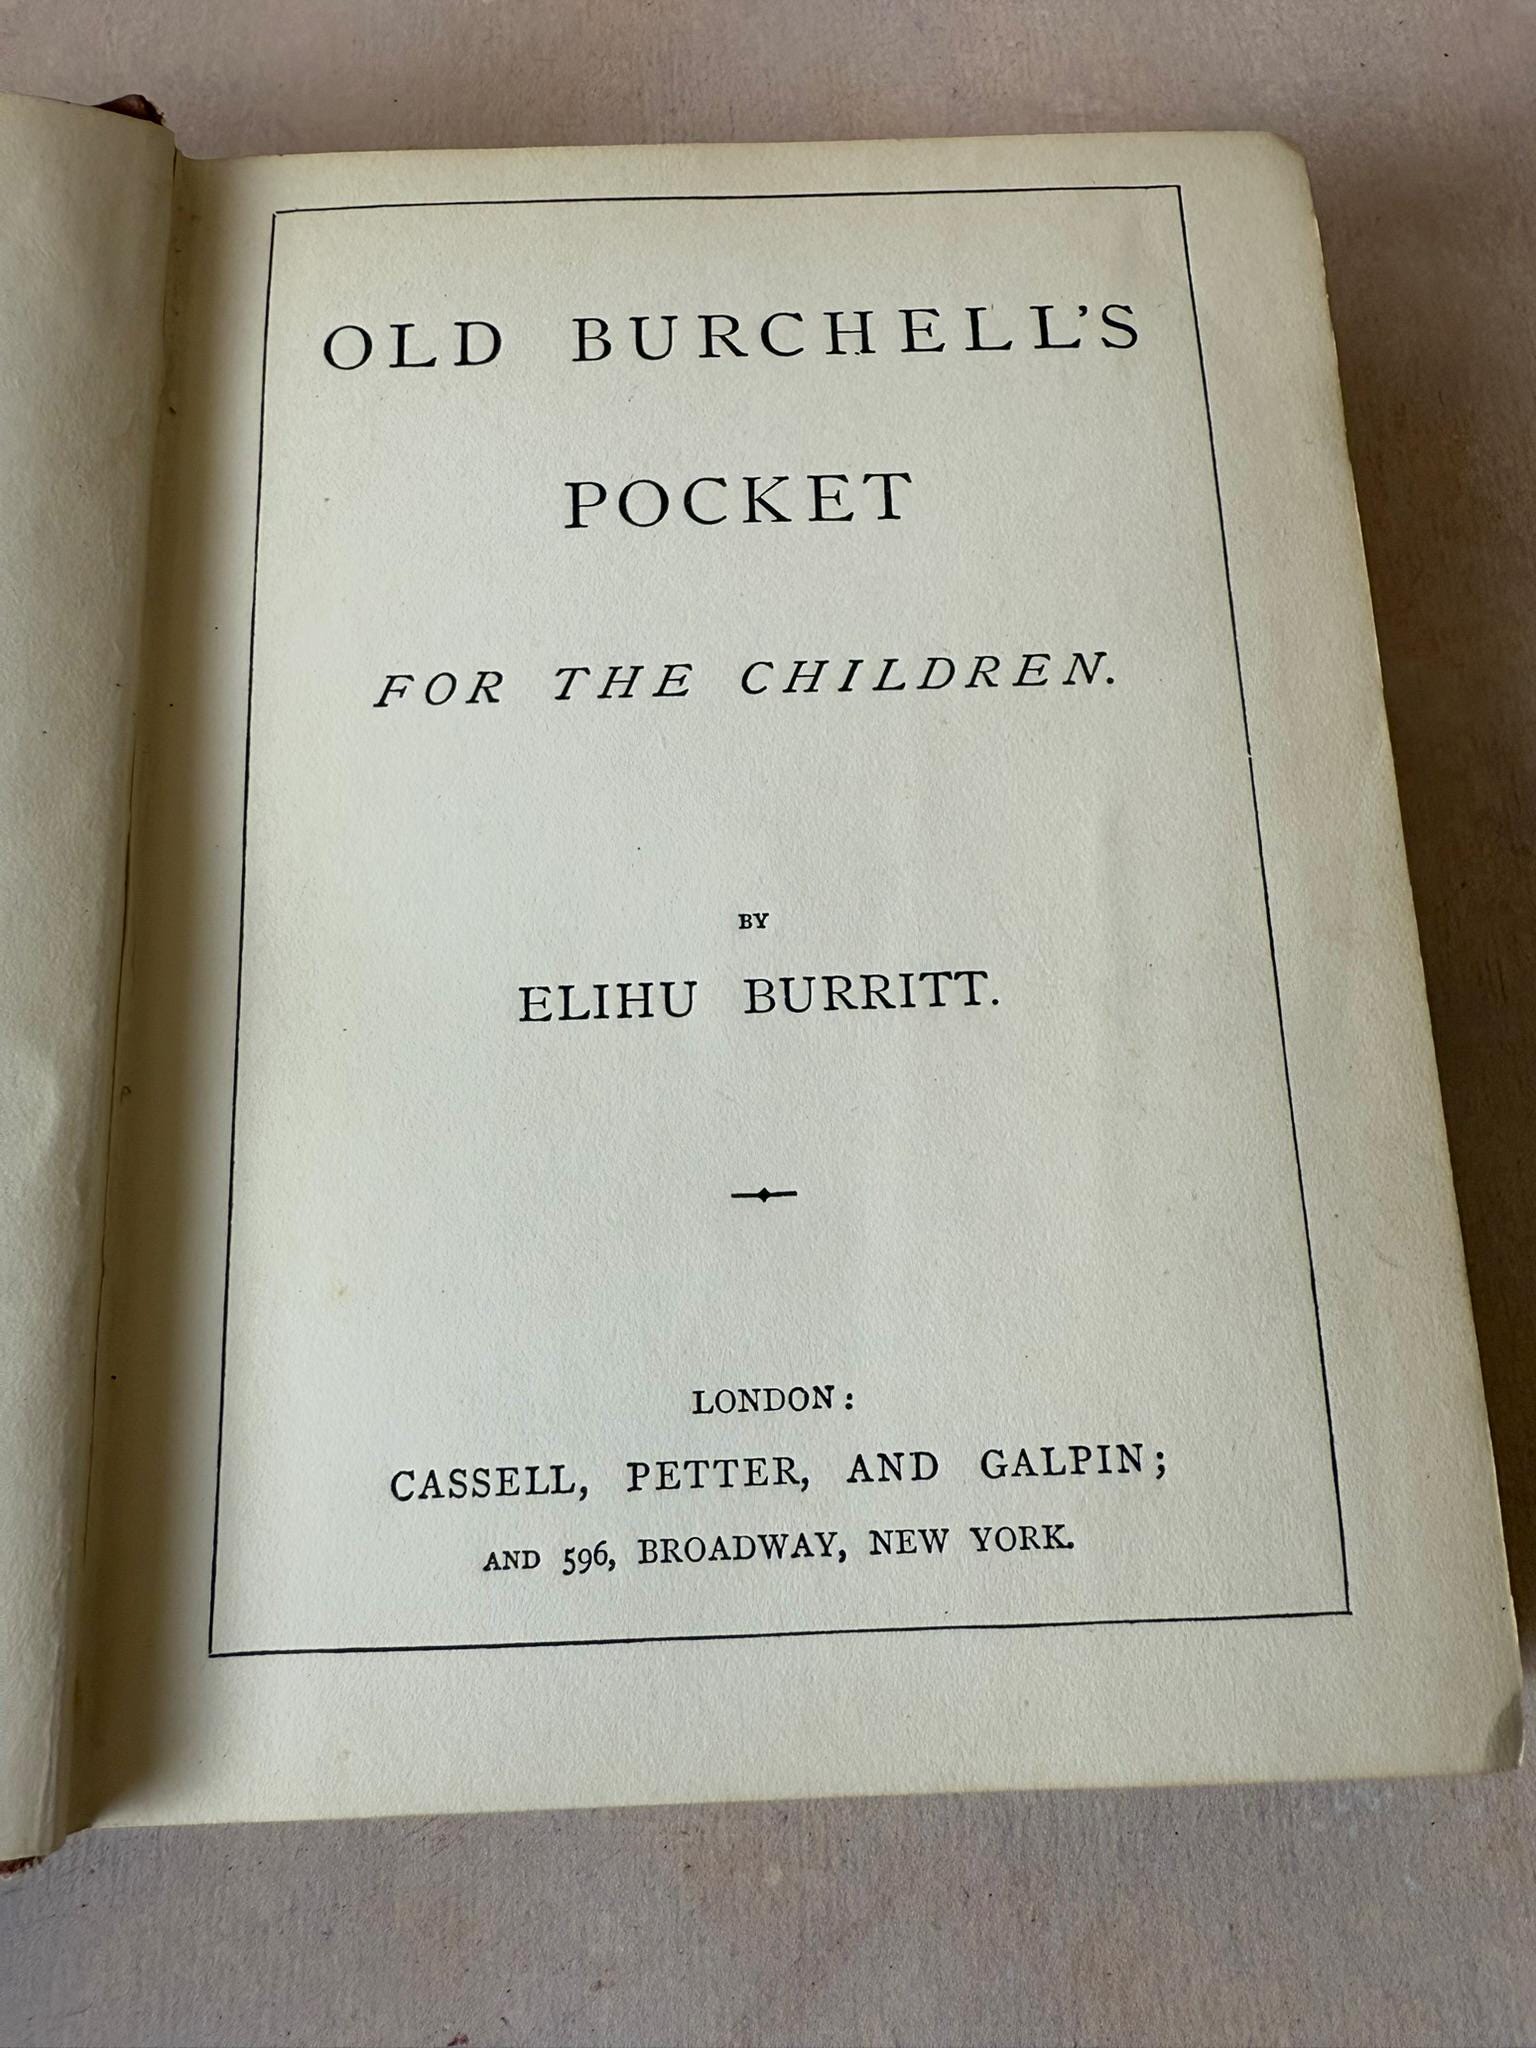 OLD BURCHELL'S
POCKET
FOR THE CHILDREN.
BY
ELIHU BURRITT.
LONDON:
CASSELL, PETTER, AND GALPIN;
AND 596, BROADWAY, NEW YORK.